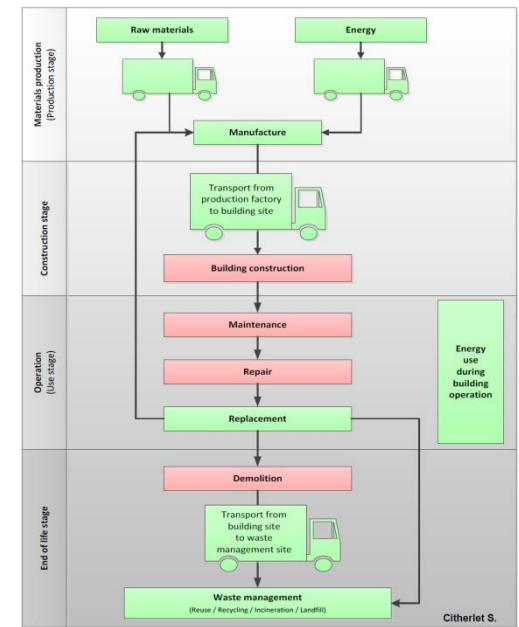 Materials production
(Production stage)
Raw materials
Energy
Manufacture
Construction stage
Transport from
production factory
to building site
Building construction
Operation
(Use stage)
Maintenance
Repair
Replacement
Energy
use
during
building
operation
End of life stage
Demolition
Transport from
building site
to waste
management site
Waste management
(Reuse / Recycling / Incineration / Landfill)
Citherlet S.